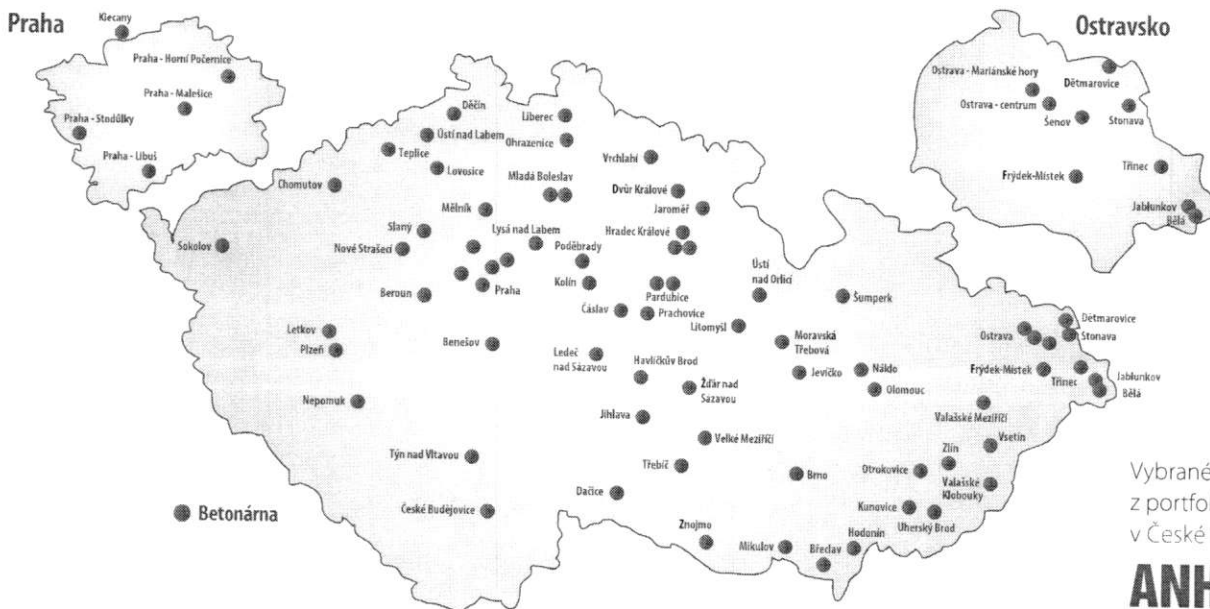 Praha
Klecany
Praha - Horní Počernice
Praha - Malešice
Praha - Stodůlky
Praha - Libuš
Ostravsko
Ostrava - Mariánské hory
Dětmarovice
Ostrava - centrum
Šenov
Stonava
Frýdek-Místek
Třinec
Jablunkov
Bělá
Děčín
Liberec
Ústí nad Labem
Ohrazenice
Teplice
Vrchlabí
Lovosice
Chomutov
Mladá Boleslav
Dvůr Králové
Mělník
Jaroměř
Slaný
Lysá nad Labem
Hradec Králové
Sokolov
Nové Strašecí
Poděbrady
Ústí
nad Orlicí
Beroun
Praha
Kolín
Pardubice
Šumperk
Čáslav
Prachovice
Litomyšl
Letkov
Plzeň
Benešov
Moravská
Třebová
Ostrava
Dětmarovice
Stonava
Ledeč
nad Sázavou
Havlíčkův Brod
Jevíčko
Náklo
Frýdek-Místek
Třinec
Jablunkov
Bělá
Žďár nad
Sázavou
Olomouc
Nepomuk
Jihlava
Valašské Meziříčí
Velké Meziříčí
Vsetín
Týn nad Vltavou
Třebíč
Brno
Otrokovice
Zlín
Valašské
Klobouky
Dačice
České Budějovice
Kunovice
Uherský Brod
Betonárna
Znojmo
Mikulov
Břeclav
Hodonín
Vybrané
z portfol
v České
ANH